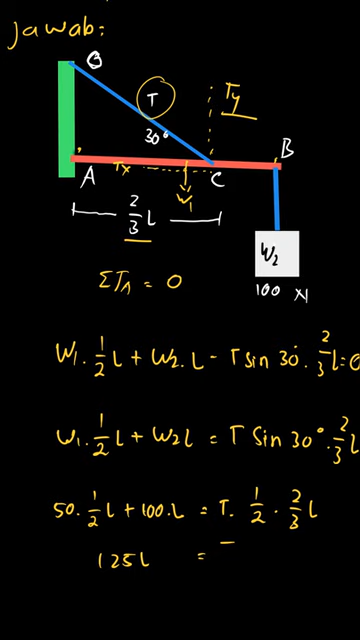 Jawab:
O
T
Ty
30°
B
A
Tx
W1
C
2/3 L
W2
100 N
ΣTA = 0
W1 · 1/2 L + W2 · L - T sin 30° · 2/3 L = 0
W1 · 1/2 L + W2 L = T sin 30° · 2/3 L
50 · 1/2 L + 100 · L = T · 1/2 · 2/3 L
125 L =